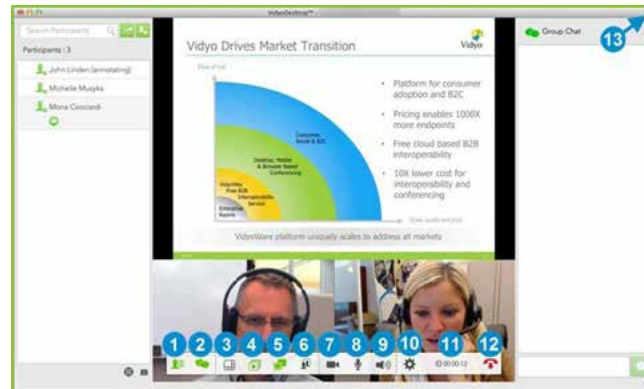 VidyoDesktop™
Search Participants
Participants : 3
John Linden (annotating)
Michelle Musyka
Mona Cocciardi
Vidyo Drives Market Transition
Vidyo
Consumer,
Social & B2C
Desktop, Mobile
& Browser-Based
Conferencing
VidyoWay
Free B2B
Interoperability
Service
Enterprise
Rooms
• Platform for consumer
adoption and B2C
• Pricing enables 1000X
more endpoints
• Free cloud based B2B
interoperability
• 10X lower cost for
interoperability and
conferencing
VidyoWare platform uniquely scales to address all markets
Group Chat
13
1 2 3 4 5 6 7 8 9 10 11 12
00:00:13